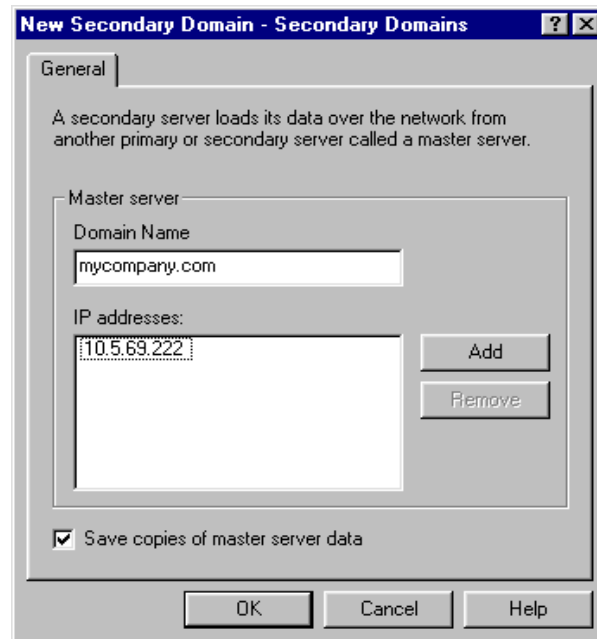 New Secondary Domain - Secondary Domains
General
A secondary server loads its data over the network from
another primary or secondary server called a master server.
Master server
Domain Name
mycompany.com
IP addresses:
10.5.69.222
Add
Remove
Save copies of master server data
OK Cancel Help